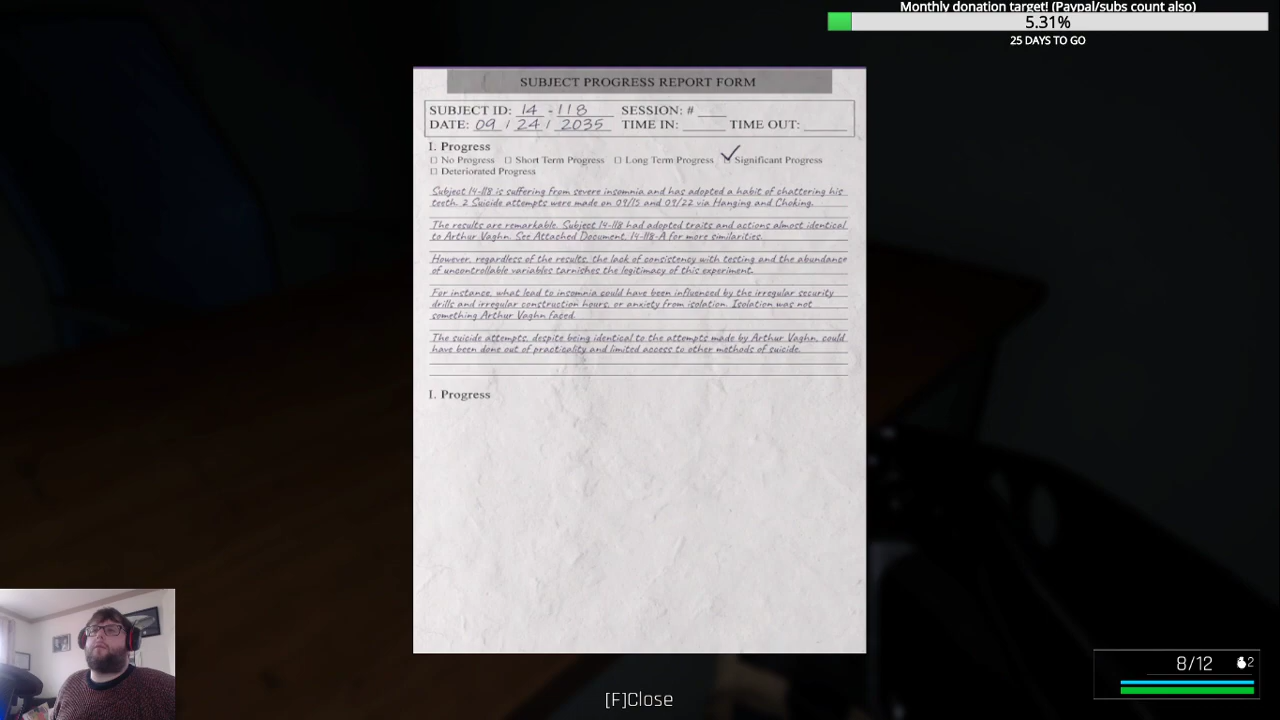 Monthly donation target! (Paypal/subs count also)
5.31%
25 DAYS TO GO
SUBJECT PROGRESS REPORT FORM
SUBJECT ID: 14 - 118 SESSION: # ___
DATE: 09 / 24 / 2035 TIME IN: ___ TIME OUT: ___
I. Progress
□ No Progress □ Short Term Progress □ Long Term Progress ✓ Significant Progress
□ Deteriorated Progress
Subject 14-118 is suffering from severe insomnia and has adopted a habit of chattering his
teeth. 2 Suicide attempts were made on 09/15 and 09/22 via Hanging and Choking.
The results are remarkable. Subject 14-118 had adopted traits and actions almost identical
to Arthur Vaghn. See Attached Document, 14-118-A for more similarities.
However, regardless of the results, the lack of consistency with testing and the abundance
of uncontrollable variables tarnishes the legitimacy of this experiment.
For instance, what lead to insomnia could have been influenced by the irregular security
drills and irregular construction hours, or anxiety from isolation. Isolation was not
something Arthur Vaghn faced.
The suicide attempts, despite being identical to the attempts made by Arthur Vaghn, could
have been done out of practicality and limited access to other methods of suicide.
I. Progress
[F]Close
8/12 2